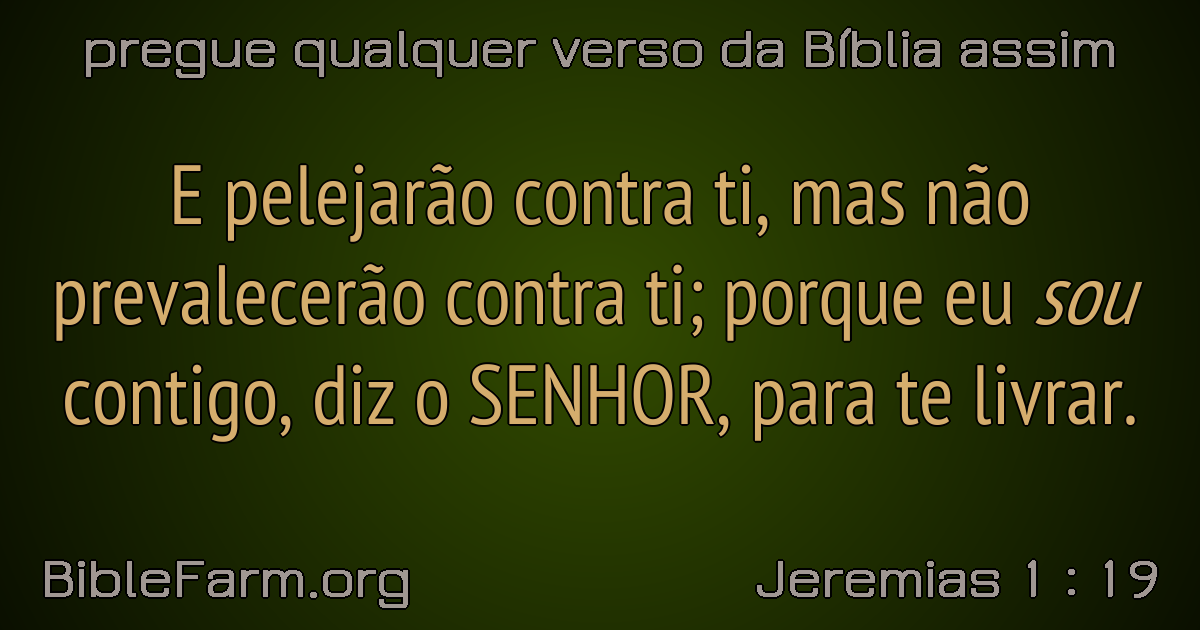 pregue qualquer verso da Bíblia assim
E pelejarão contra ti, mas não
prevalecerão contra ti; porque eu sou
contigo, diz o SENHOR, para te livrar.
BibleFarm.org
Jeremias 1 : 19